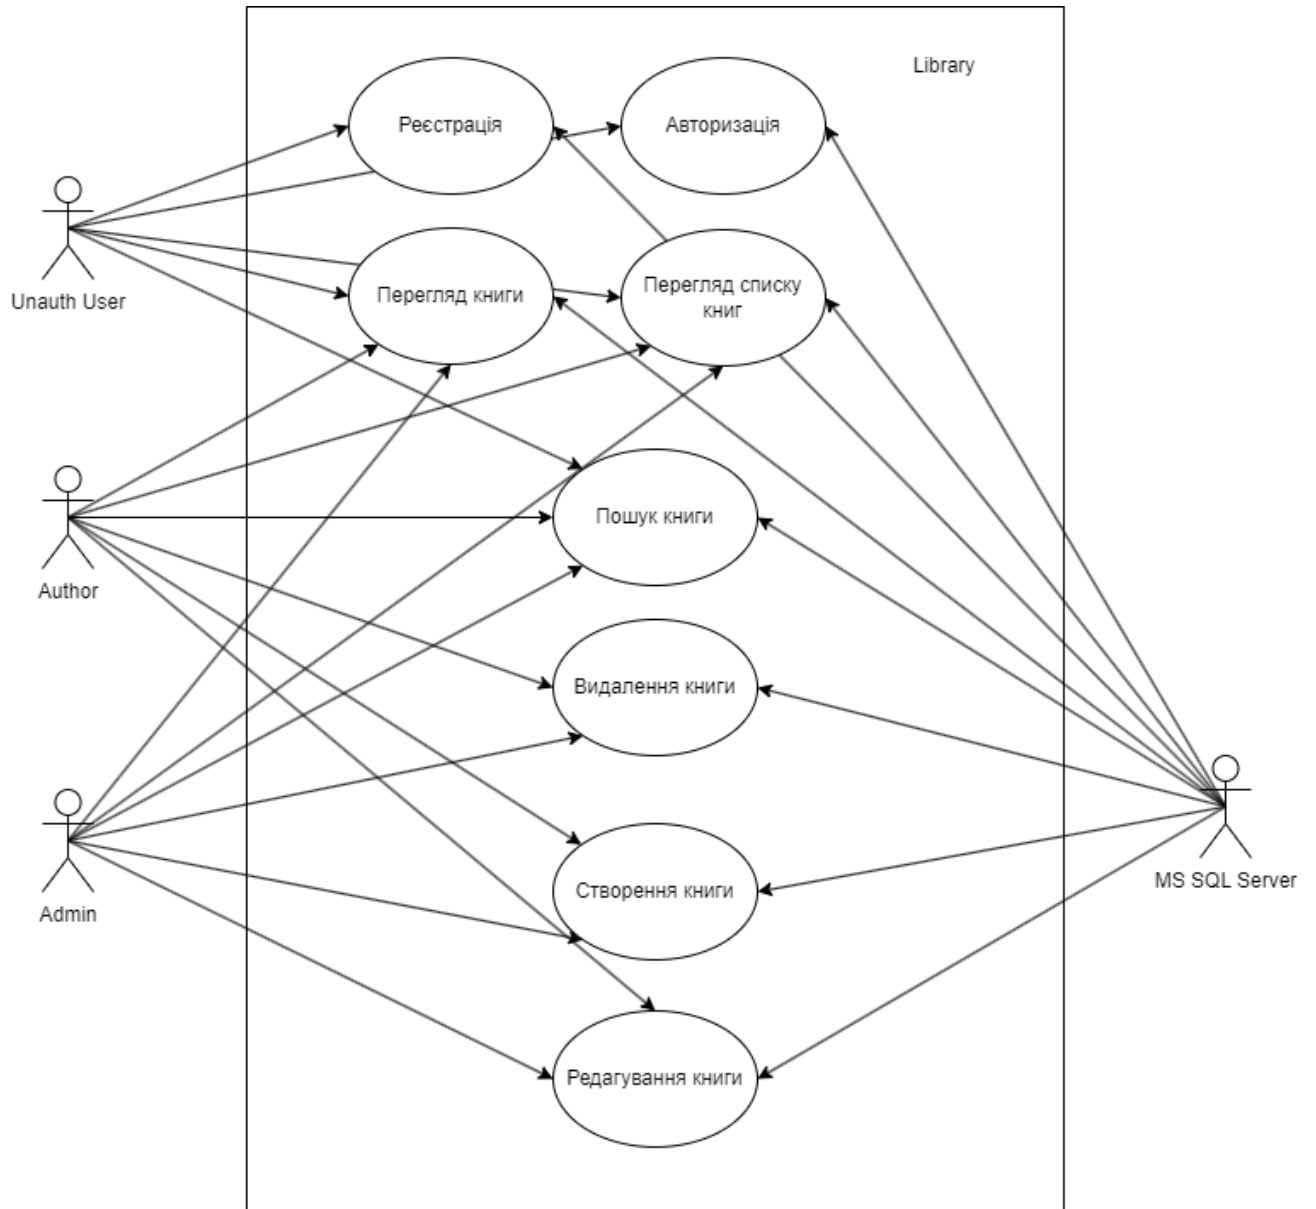 Library
Реєстрація
Авторизація
Unauth User
Перегляд книги
Перегляд списку
книг
Author
Пошук книги
Видалення книги
Admin
Створення книги
MS SQL Server
Редагування книги